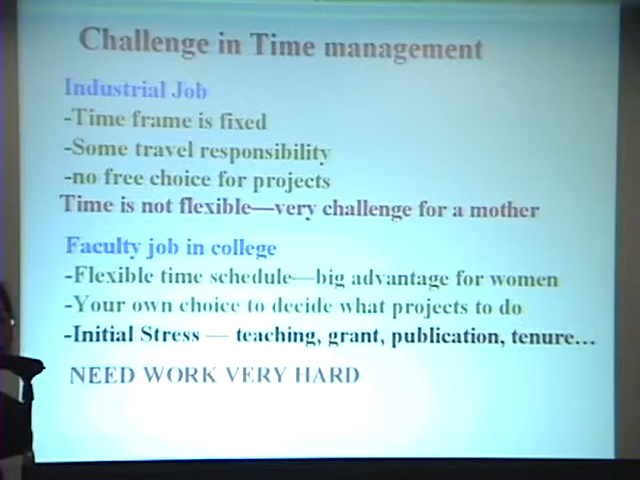 Challenge in Time management
Industrial Job
-Time frame is fixed
-Some travel responsibility
-no free choice for projects
Time is not flexible—very challenge for a mother
Faculty job in college
-Flexible time schedule—big advantage for women
-Your own choice to decide what projects to do
-Initial Stress — teaching, grant, publication, tenure...
NEED WORK VERY HARD